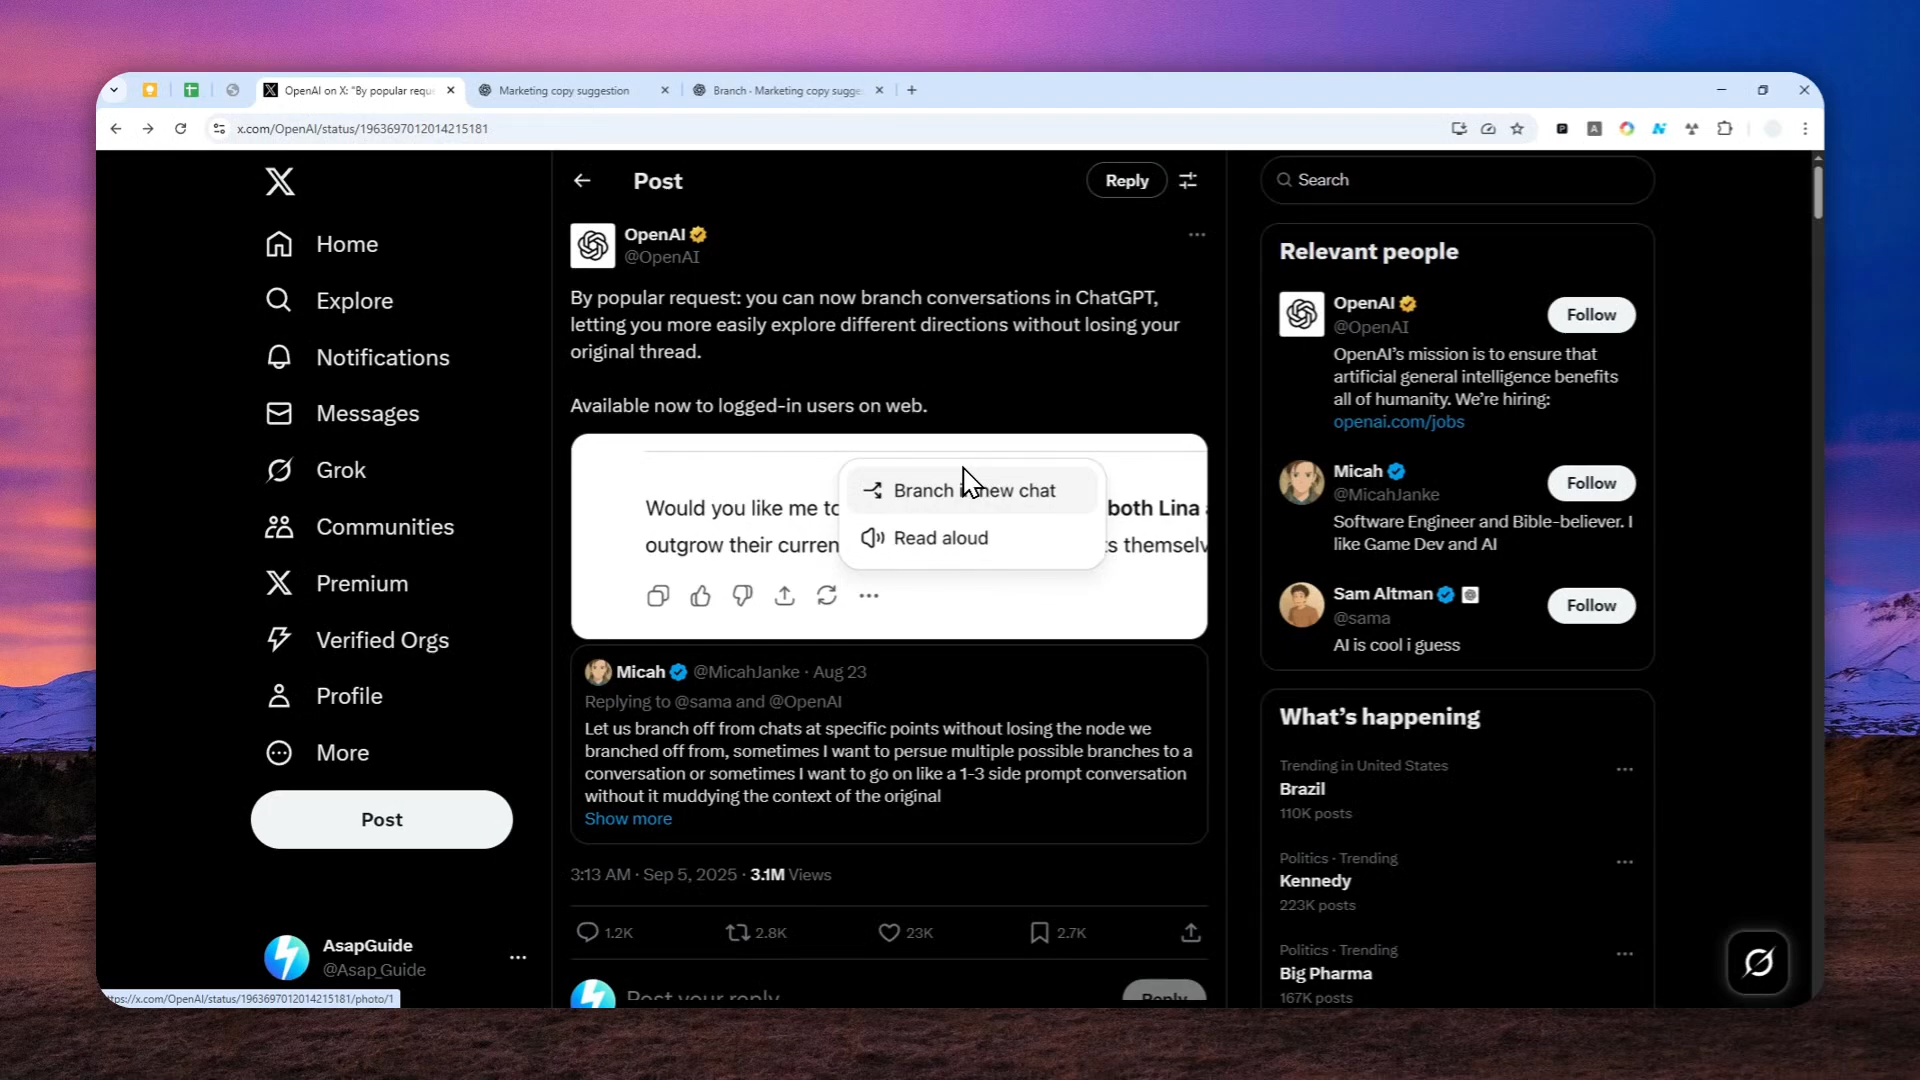 OpenAI on X: "By popular requ
Marketing copy suggestion
Branch - Marketing copy sugge
x.com/OpenAI/status/1963697012014215181
Home
Explore
Notifications
Messages
Grok
Communities
Premium
Verified Orgs
Profile
More
Post
AsapGuide
@Asap_Guide
Post
Reply
OpenAI
@OpenAI
By popular request: you can now branch conversations in ChatGPT,
letting you more easily explore different directions without losing your
original thread.
Available now to logged-in users on web.
Branch in new chat
Read aloud
Would you like me to both Lina
outgrow their curren s themselv
Micah @MicahJanke · Aug 23
Replying to @sama and @OpenAI
Let us branch off from chats at specific points without losing the node we
branched off from, sometimes I want to persue multiple possible branches to a
conversation or sometimes I want to go on like a 1-3 side prompt conversation
without it muddying the context of the original
Show more
3:13 AM · Sep 5, 2025 · 3.1M Views
1.2K 2.8K 23K 2.7K
Post your reply
Reply
Search
Relevant people
OpenAI
@OpenAI
Follow
OpenAI's mission is to ensure that
artificial general intelligence benefits
all of humanity. We're hiring:
openai.com/jobs
Micah
@MicahJanke
Follow
Software Engineer and Bible-believer. I
like Game Dev and AI
Sam Altman
@sama
Follow
AI is cool i guess
What's happening
Trending in United States
Brazil
110K posts
Politics · Trending
Kennedy
223K posts
Politics · Trending
Big Pharma
167K posts
ttps://x.com/OpenAI/status/1963697012014215181/photo/1